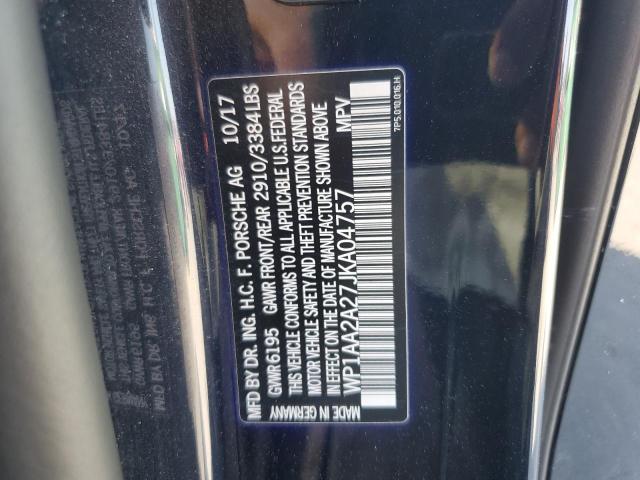 MFD BY DR. ING. H.C. F. PORSCHE AG 10/17
GVWR 6195 GAWR FRONT/REAR 2910/3384 LBS
THIS VEHICLE CONFORMS TO ALL APPLICABLE U.S. FEDERAL
MOTOR VEHICLE SAFETY AND THEFT PREVENTION STANDARDS
IN EFFECT ON THE DATE OF MANUFACTURE SHOWN ABOVE
WP1AA2A27JKA04757 MPV
MADE IN GERMANY
7P5.010.016.H